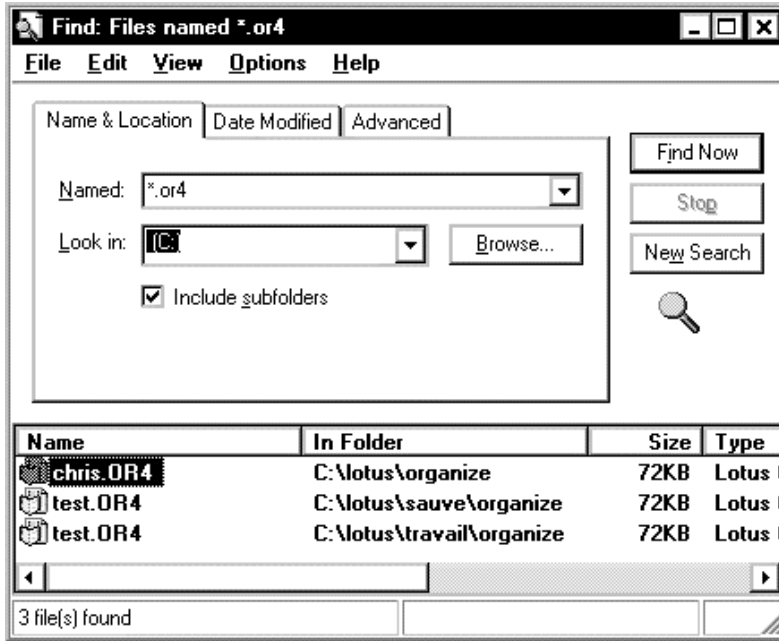 Find: Files named *.or4
File Edit View Options Help
Name & Location Date Modified Advanced
Named: *.or4
Look in: (C:)
Browse...
Include subfolders
Find Now
Stop
New Search
Name In Folder Size Type
chris.OR4 C:\lotus\organize 72KB Lotus
test.OR4 C:\lotus\sauve\organize 72KB Lotus
test.OR4 C:\lotus\travail\organize 72KB Lotus
3 file(s) found